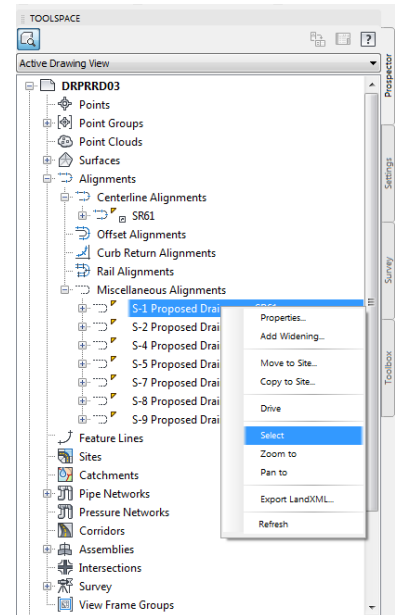 TOOLSPACE
?
Active Drawing View
Prospector
DRPRRD03
Points
Point Groups
Point Clouds
Surfaces
Settings
Alignments
Centerline Alignments
SR61
Offset Alignments
Curb Return Alignments
Rail Alignments
Survey
Miscellaneous Alignments
S-1 Proposed Drai SR61
S-2 Proposed Drai
S-4 Proposed Drai
S-5 Proposed Drai
S-7 Proposed Drai
S-8 Proposed Drai
S-9 Proposed Drai
Properties...
Add Widening...
Move to Site...
Copy to Site...
Drive
Select
Zoom to
Pan to
Export LandXML...
Refresh
Toolbox
Feature Lines
Sites
Catchments
Pipe Networks
Pressure Networks
Corridors
Assemblies
Intersections
Survey
View Frame Groups